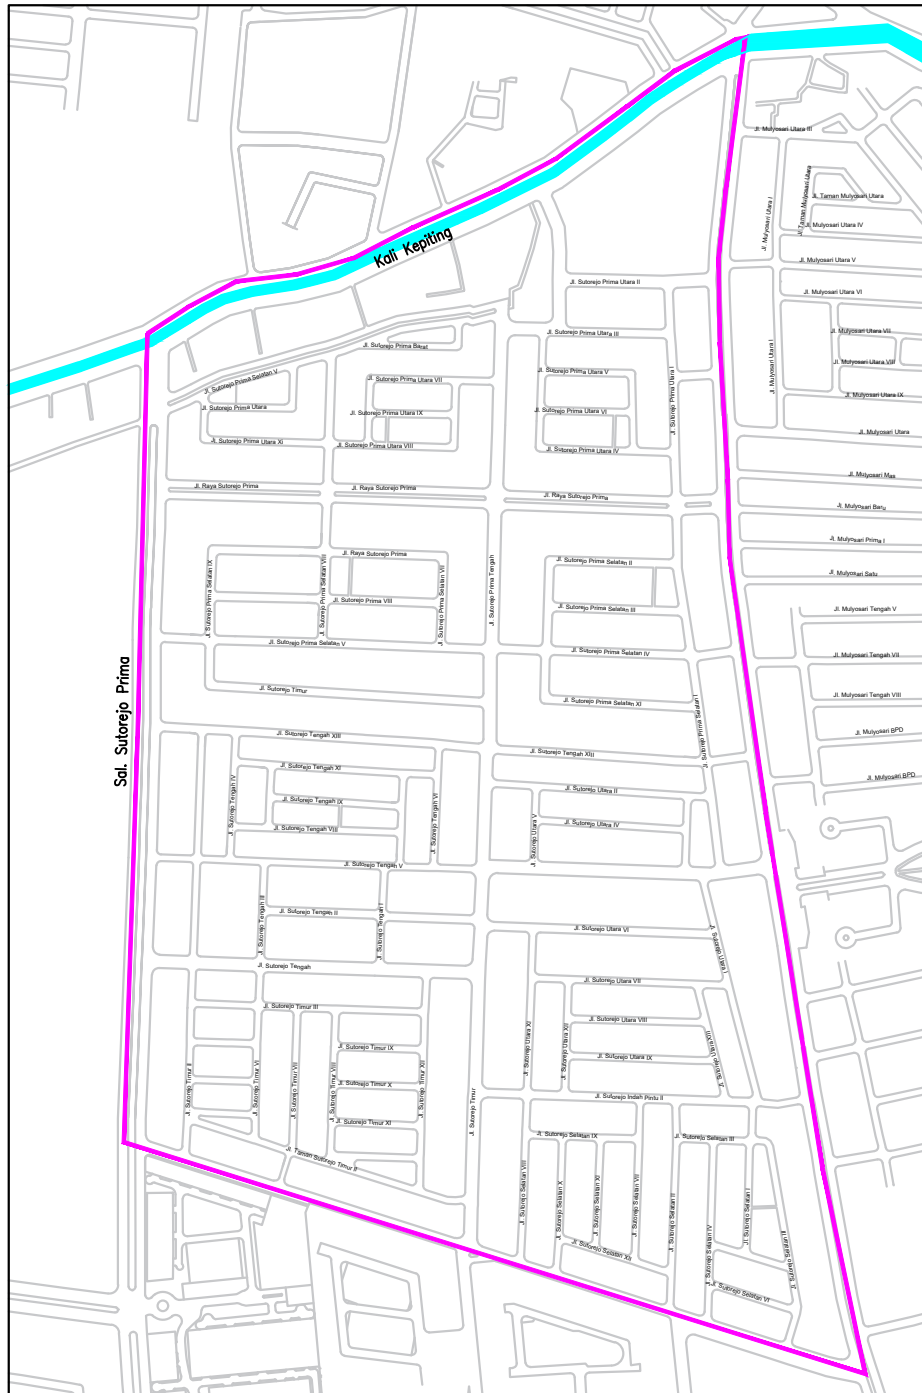 Jl. Mulyosari Utara III
Jl. Taman Mulyosari Utara
Jl. Taman Mulyosari Utara
Jl. Mulyosari Utara I
Jl. Mulyosari Utara IV
Kali Kepiting
Jl. Mulyosari Utara V
Jl. Sutorejo Prima Utara II
Jl. Mulyosari Utara VI
Jl. Sutorejo Prima Utara III
Jl. Mulyosari Utara VII
Jl. Sutorejo Prima Barat
Jl. Mulyosari Utara I
Jl. Mulyosari Utara VIII
Jl. Sutorejo Prima Selatan V
Jl. Sutorejo Prima Utara VII
Jl. Sutorejo Prima Utara V
Jl. Sutorejo Prima Utara I
Jl. Mulyosari Utara IX
Jl. Sutorejo Prima Utara
Jl. Sutorejo Prima Utara IX
Jl. Sutorejo Prima Utara VI
Jl. Mulyosari Utara
Jl. Sutorejo Prima Utara XI
Jl. Sutorejo Prima Utara VIII
Jl. Sutorejo Prima Utara IV
Jl. Mulyosari Mas
Jl. Raya Sutorejo Prima
Jl. Raya Sutorejo Prima
Jl. Raya Sutorejo Prima
Jl. Mulyosari Baru
Jl. Mulyosari Prima I
Jl. Raya Sutorejo Prima
Jl. Sutorejo Prima Selatan II
Jl. Mulyosari Satu
Jl. Sutorejo Prima Selatan IX
Jl. Sutorejo Prima Selatan VIII
Jl. Sutorejo Prima Selatan VII
Jl. Sutorejo Prima Tengah
Jl. Sutorejo Prima VIII
Jl. Sutorejo Prima Selatan III
Jl. Mulyosari Tengah V
Jl. Sutorejo Prima Selatan V
Jl. Sutorejo Prima Selatan IV
Jl. Mulyosari Tengah VII
Jl. Sutorejo Timur
Jl. Sutorejo Prima Selatan XI
Jl. Sutorejo Prima Selatan I
Jl. Mulyosari Tengah VIII
Sal. Sutorejo Prima
Jl. Sutorejo Tengah XIII
Jl. Mulyosari BPD
Jl. Sutorejo Tengah XIII
Jl. Sutorejo Tengah XI
Jl. Mulyosari BPD
Jl. Sutorejo Utara II
Jl. Sutorejo Tengah IV
Jl. Sutorejo Tengah IX
Jl. Sutorejo Tengah VI
Jl. Sutorejo Utara V
Jl. Sutorejo Utara IV
Jl. Sutorejo Tengah VIII
Jl. Sutorejo Tengah V
Jl. Sutorejo Tengah III
Jl. Sutorejo Tengah II
Jl. Sutorejo Tengah I
Jl. Sutorejo Utara VI
Jl. Sutorejo Utara I
Jl. Sutorejo Tengah
Jl. Sutorejo Utara VII
Jl. Sutorejo Timur III
Jl. Sutorejo Utara VIII
Jl. Sutorejo Utara XI
Jl. Sutorejo Utara XII
Jl. Sutorejo Timur IX
Jl. Sutorejo Utara IX
Jl. Sutorejo Timur II
Jl. Sutorejo Timur VI
Jl. Sutorejo Timur VII
Jl. Sutorejo Timur VIII
Jl. Sutorejo Timur X
Jl. Sutorejo Timur XII
Jl. Sutorejo Timur
Jl. Sutorejo Indah Pintu II
Jl. Sutorejo Timur XI
Jl. Sutorejo Selatan IX
Jl. Sutorejo Selatan III
Jl. Taman Sutorejo Timur II
Jl. Sutorejo Selatan VIII
Jl. Sutorejo Selatan X
Jl. Sutorejo Selatan XI
Jl. Sutorejo Selatan VII
Jl. Sutorejo Selatan II
Jl. Sutorejo Selatan IV
Jl. Sutorejo Selatan I
Jl. Sutorejo Selatan III
Jl. Sutorejo Selatan XII
Jl. Sutorejo Selatan VI